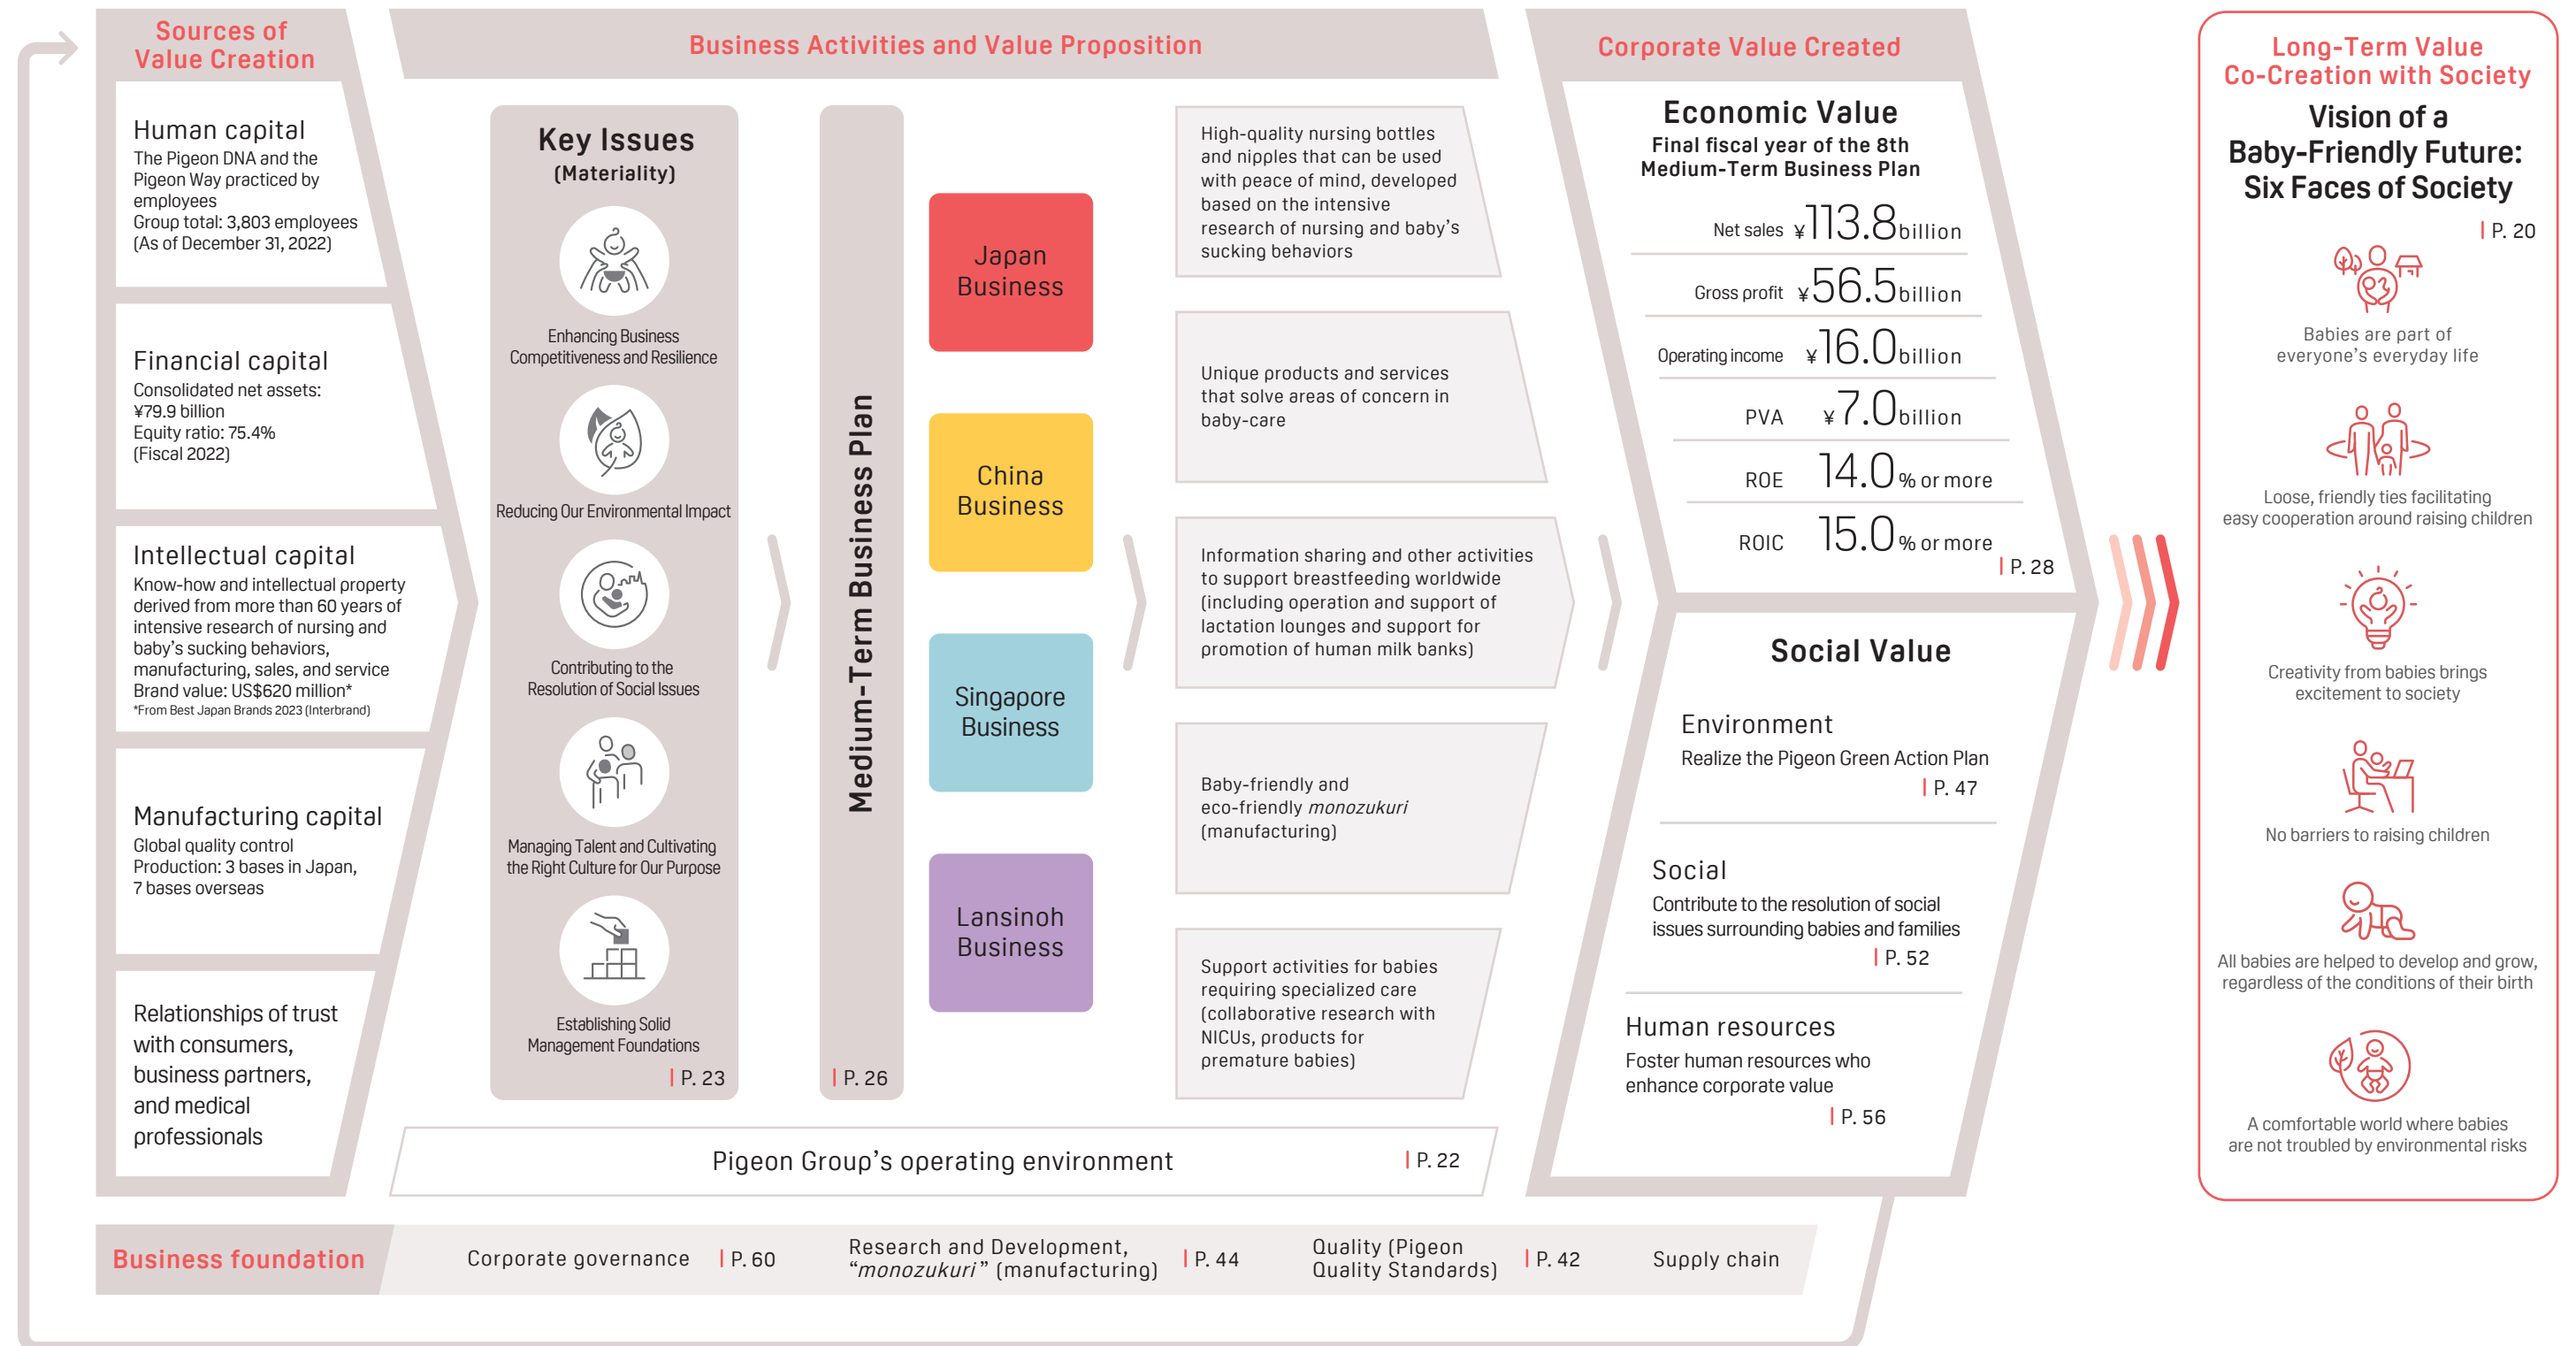 Sources of
Value Creation
Human capital
The Pigeon DNA and the
Pigeon Way practiced by
employees
Group total: 3,803 employees
(As of December 31, 2022)
Financial capital
Consolidated net assets:
¥79.9 billion
Equity ratio: 75.4%
(Fiscal 2022)
Intellectual capital
Know-how and intellectual property
derived from more than 60 years of
intensive research of nursing and
baby's sucking behaviors,
manufacturing, sales, and service
Brand value: US$620 million*
*From Best Japan Brands 2023 (Interbrand)
Manufacturing capital
Global quality control
Production: 3 bases in Japan,
7 bases overseas
Relationships of trust
with consumers,
business partners,
and medical
professionals
Business Activities and Value Proposition
Key Issues
(Materiality)
Enhancing Business
Competitiveness and Resilience
Reducing Our Environmental Impact
Contributing to the
Resolution of Social Issues
Managing Talent and Cultivating
the Right Culture for Our Purpose
Establishing Solid
Management Foundations
P. 23
Medium-Term Business Plan
P. 26
Japan
Business
China
Business
Singapore
Business
Lansinoh
Business
High-quality nursing bottles
and nipples that can be used
with peace of mind, developed
based on the intensive
research of nursing and baby's
sucking behaviors
Unique products and services
that solve areas of concern in
baby-care
Information sharing and other activities
to support breastfeeding worldwide
(including operation and support of
lactation lounges and support for
promotion of human milk banks)
Baby-friendly and
eco-friendly monozukuri
(manufacturing)
Support activities for babies
requiring specialized care
(collaborative research with
NICUs, products for
premature babies)
Pigeon Group's operating environment P. 22
Corporate Value Created
Economic Value
Final fiscal year of the 8th
Medium-Term Business Plan
Net sales ¥113.8billion
Gross profit ¥56.5billion
Operating income ¥16.0billion
PVA ¥7.0billion
ROE 14.0% or more
ROIC 15.0% or more
P. 28
Social Value
Environment
Realize the Pigeon Green Action Plan
P. 47
Social
Contribute to the resolution of social
issues surrounding babies and families
P. 52
Human resources
Foster human resources who
enhance corporate value
P. 56
Long-Term Value
Co-Creation with Society
Vision of a
Baby-Friendly Future:
Six Faces of Society
P. 20
Babies are part of
everyone's everyday life
Loose, friendly ties facilitating
easy cooperation around raising children
Creativity from babies brings
excitement to society
No barriers to raising children
All babies are helped to develop and grow,
regardless of the conditions of their birth
A comfortable world where babies
are not troubled by environmental risks
Business foundation
Corporate governance P. 60
Research and Development,
"monozukuri" (manufacturing) P. 44
Quality (Pigeon
Quality Standards) P. 42
Supply chain